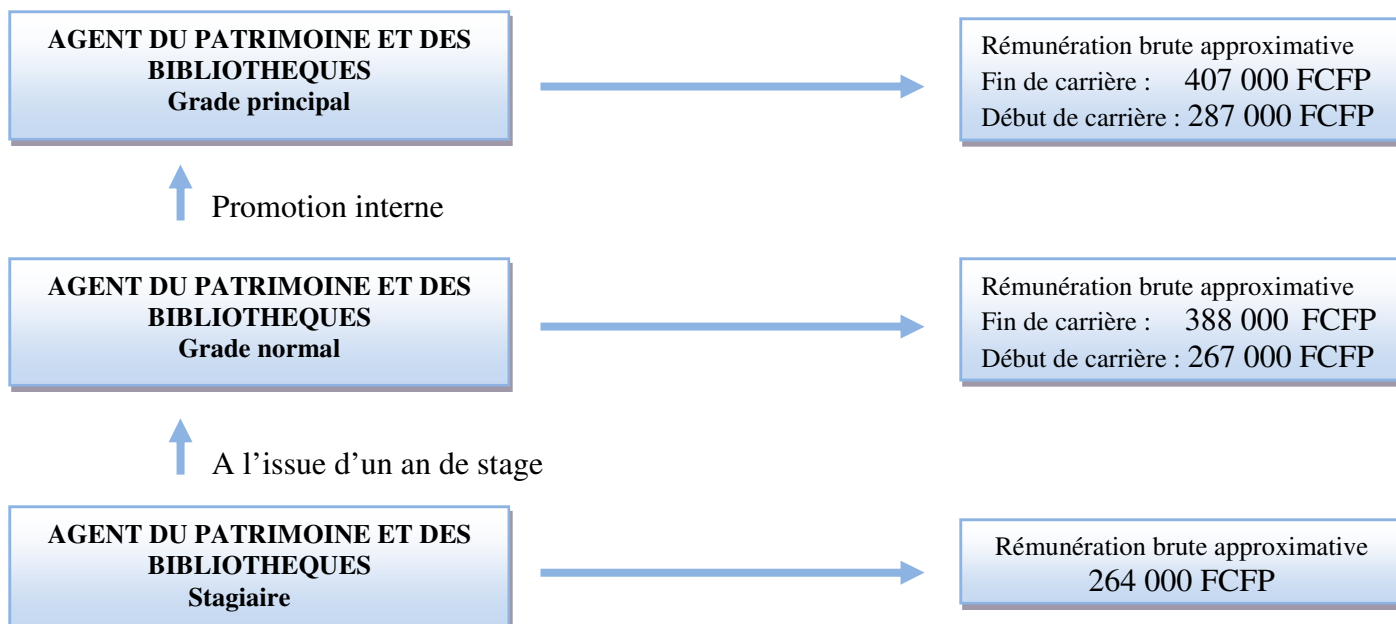 AGENT DU PATRIMOINE ET DES
BIBLIOTHEQUES
Grade principal
Rémunération brute approximative
Fin de carrière : 407 000 FCFP
Début de carrière : 287 000 FCFP
Promotion interne
AGENT DU PATRIMOINE ET DES
BIBLIOTHEQUES
Grade normal
Rémunération brute approximative
Fin de carrière : 388 000 FCFP
Début de carrière : 267 000 FCFP
A l’issue d’un an de stage
AGENT DU PATRIMOINE ET DES
BIBLIOTHEQUES
Stagiaire
Rémunération brute approximative
264 000 FCFP